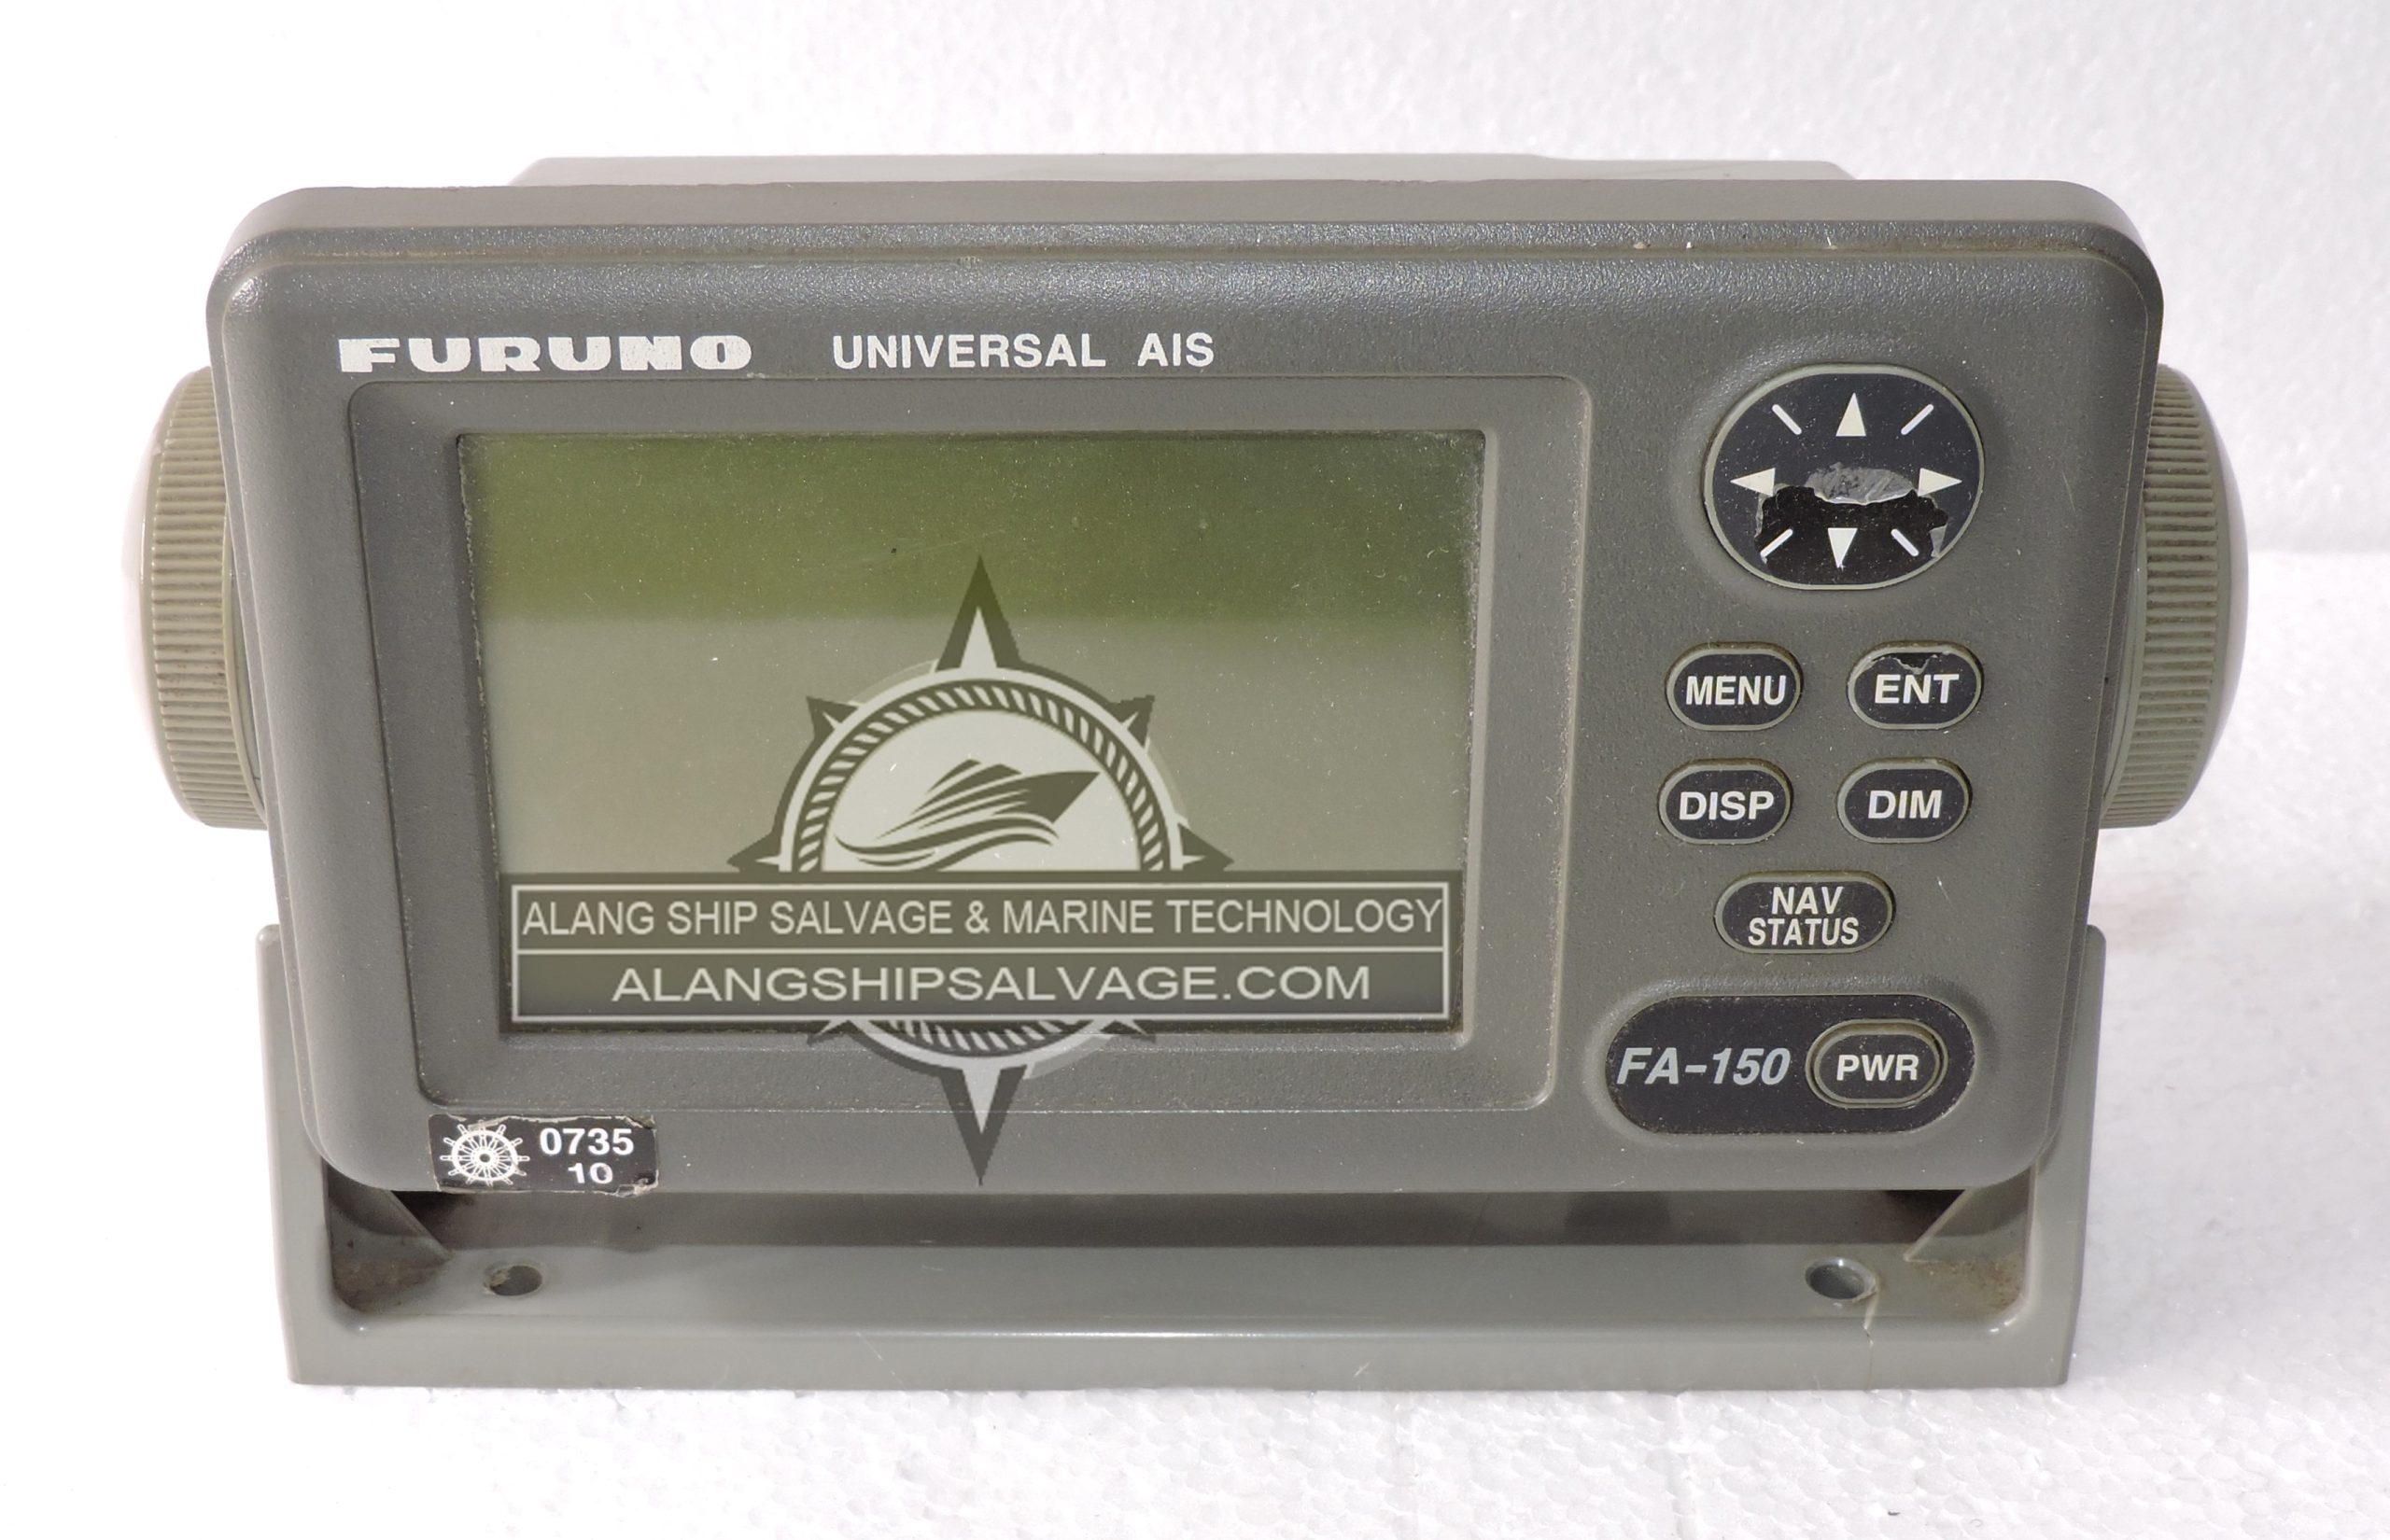 FURUNO UNIVERSAL AIS
MENU
ENT
DISP
DIM
NAV
STATUS
FA-150
PWR
ALANG SHIP SALVAGE & MARINE TECHNOLOGY
ALANGSHIPSALVAGE.COM
0735
10